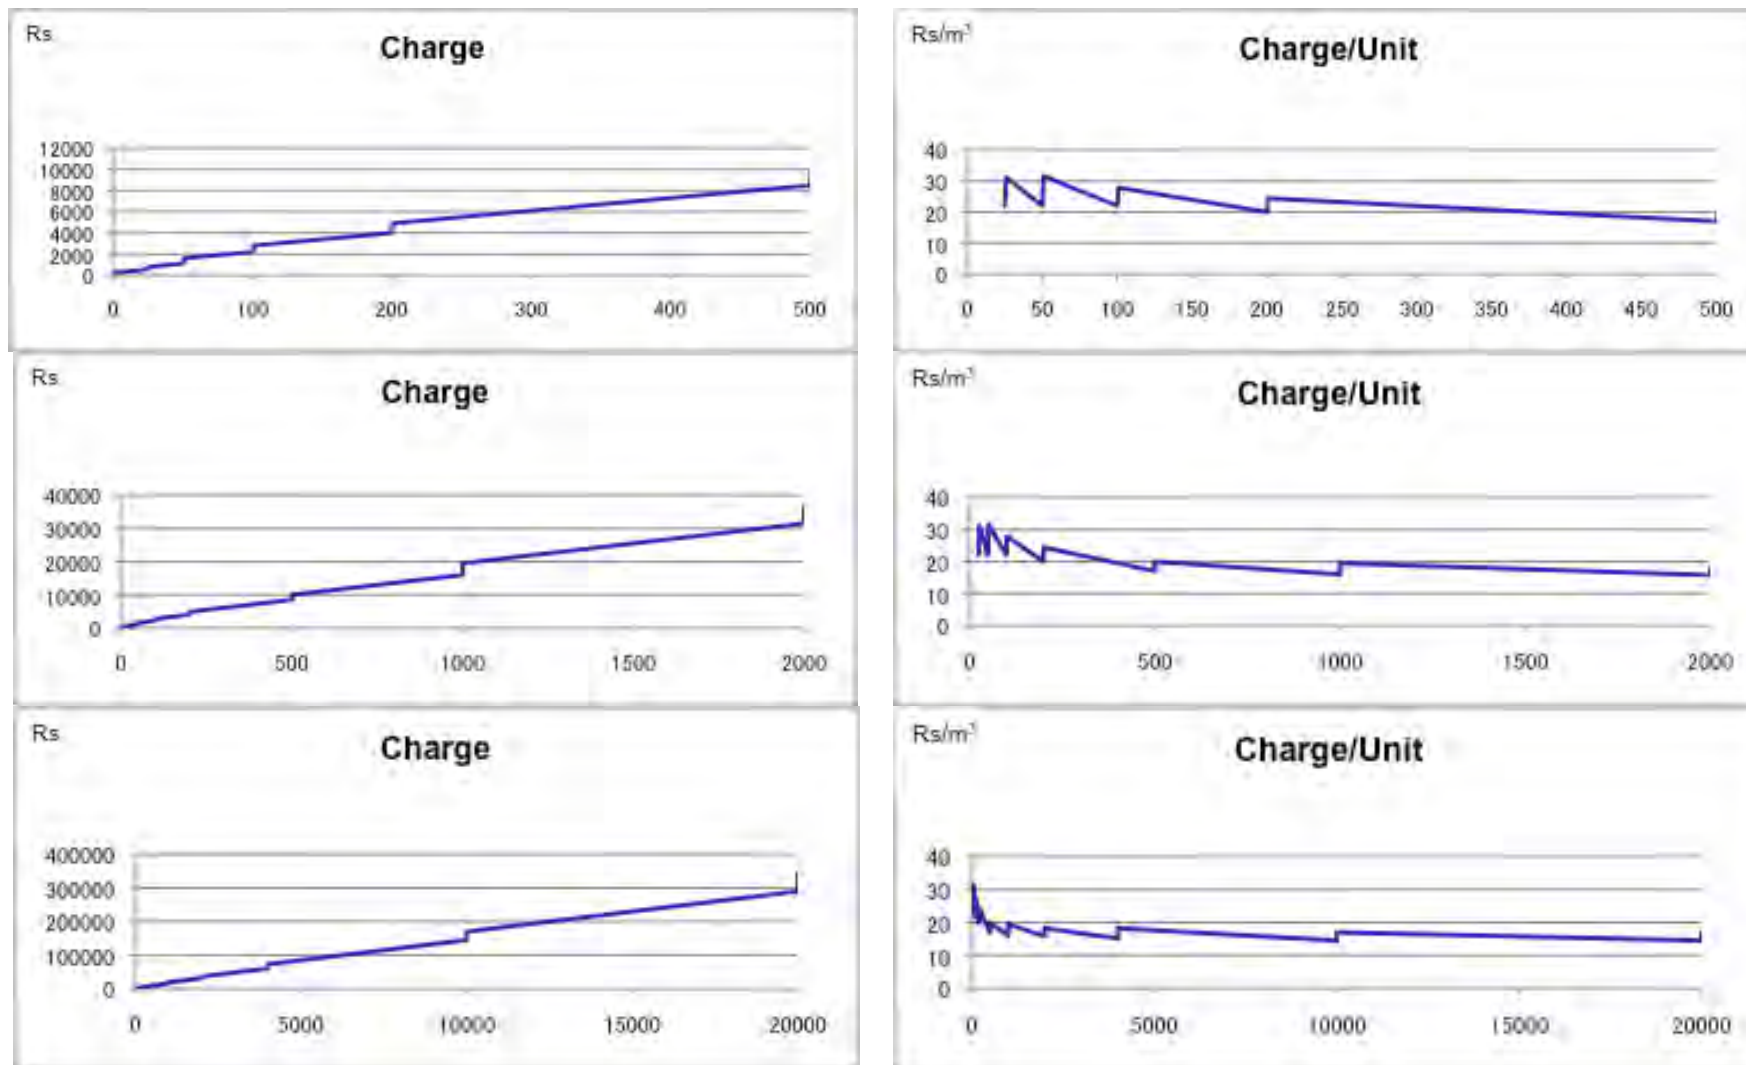 Rs
Charge
12000
10000
8000
6000
4000
2000
0
0 100 200 300 400 500
Rs/m³
Charge/Unit
40
30
20
10
0
0 50 100 150 200 250 300 350 400 450 500
Rs
Charge
40000
30000
20000
10000
0
0 500 1000 1500 2000
Rs/m³
Charge/Unit
40
30
20
10
0
0 500 1000 1500 2000
Rs
Charge
400000
300000
200000
100000
0
0 5000 10000 15000 20000
Rs/m³
Charge/Unit
40
30
20
10
0
0 5000 10000 15000 20000